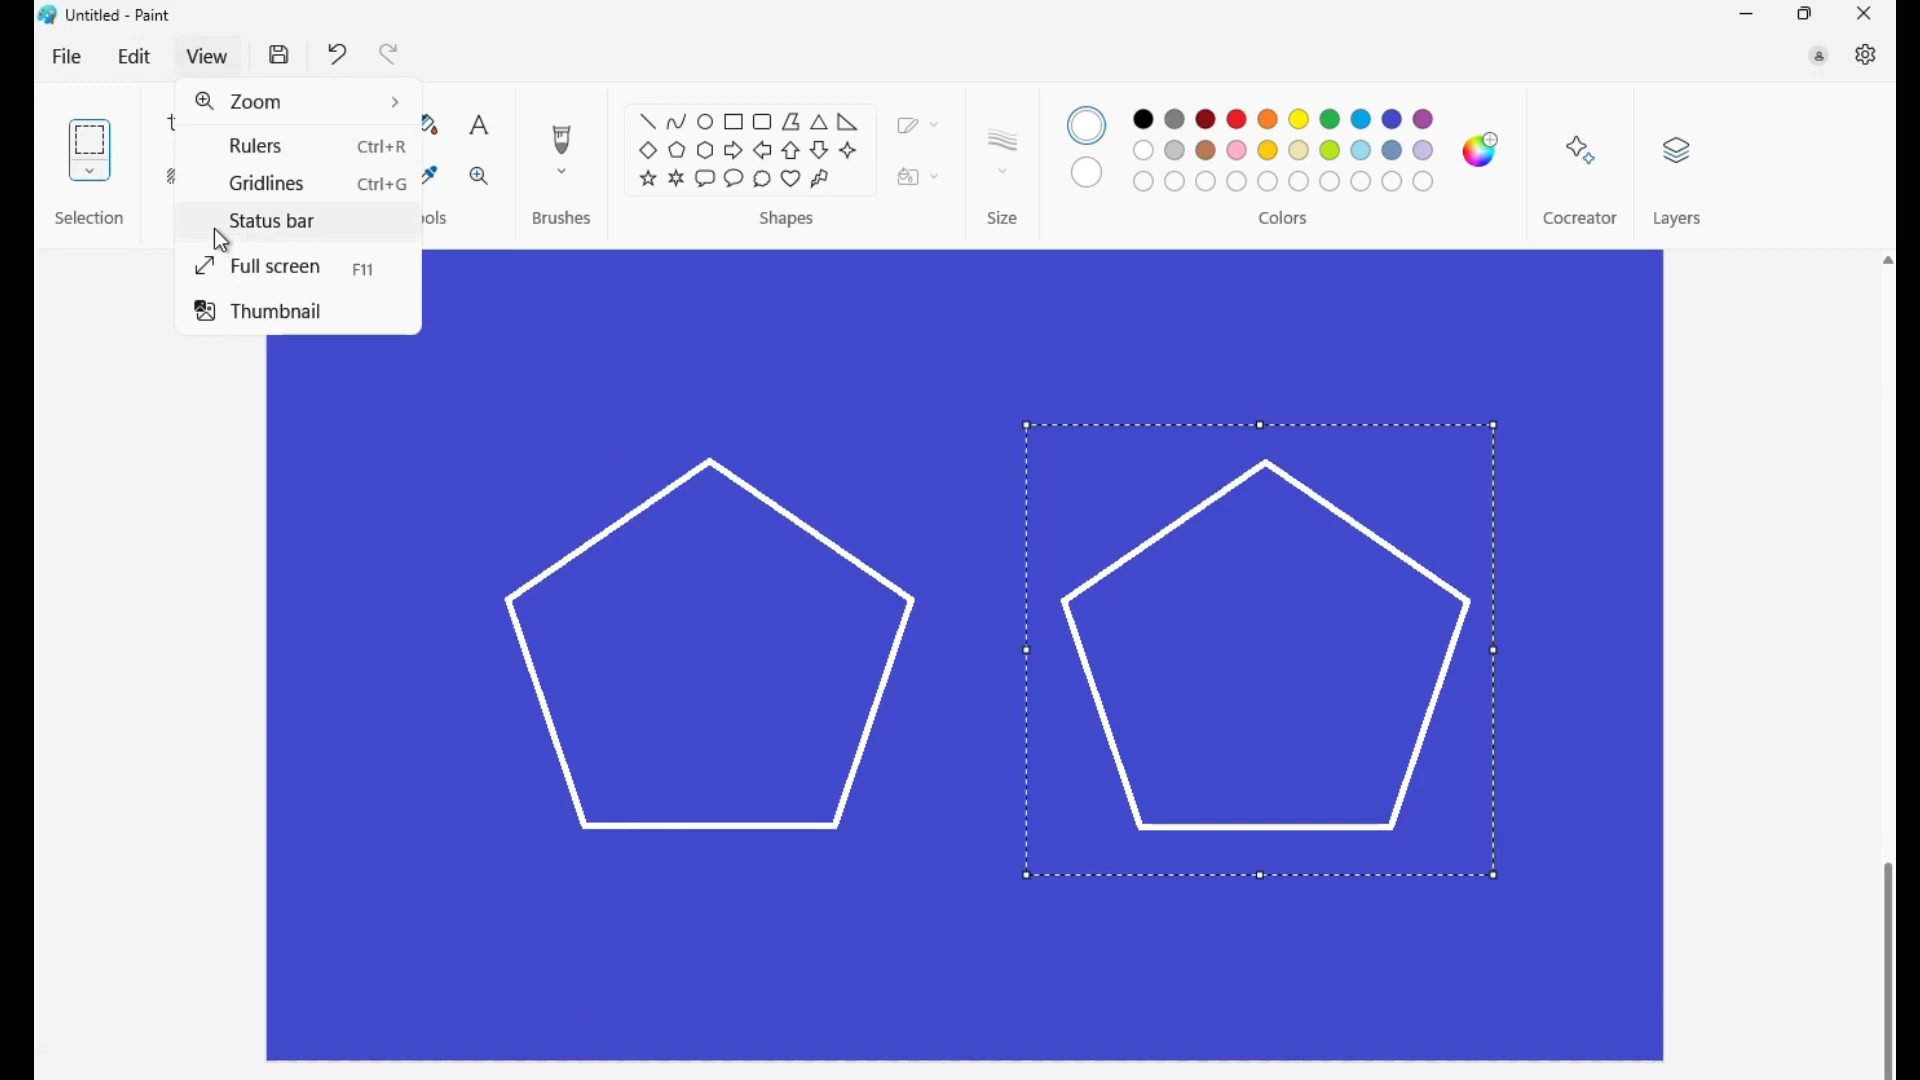 Untitled - Paint
File Edit View
Zoom
Rulers Ctrl+R
Gridlines Ctrl+G
Status bar
Full screen F11
Thumbnail
Selection ols Brushes Shapes Size Colors Cocreator Layers